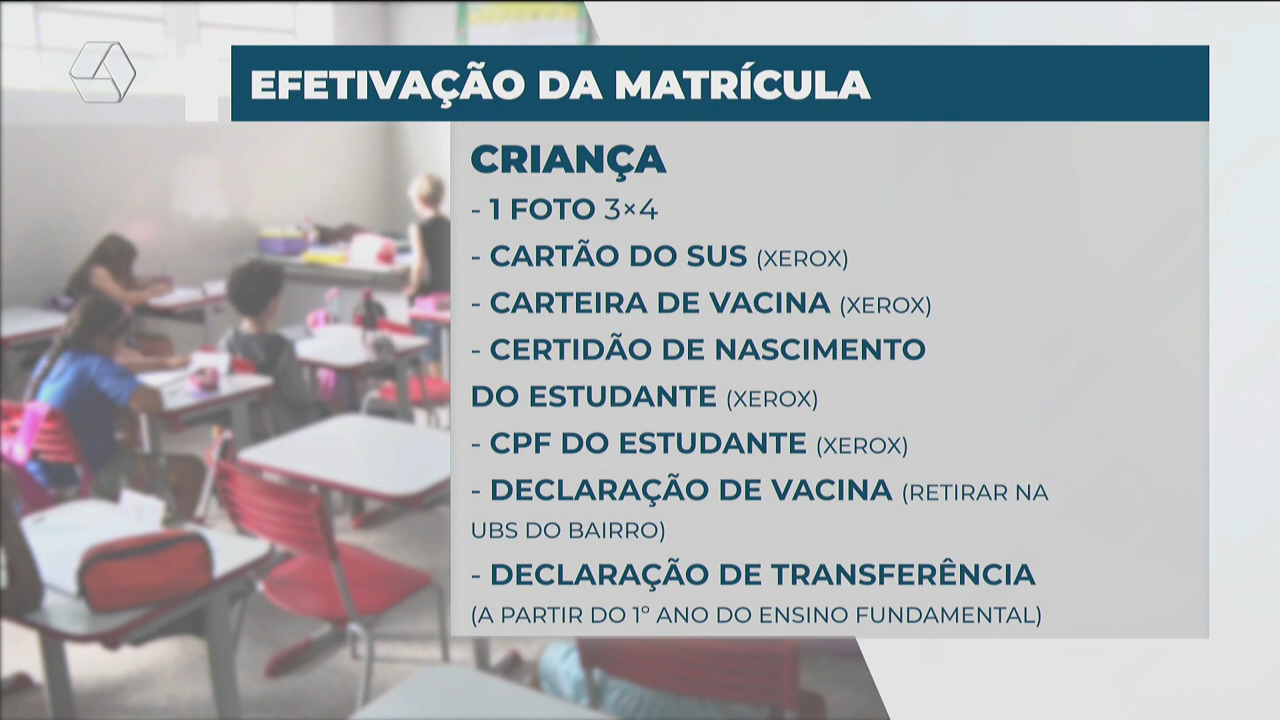 EFETIVAÇÃO DA MATRÍCULA
CRIANÇA
- 1 FOTO 3×4
- CARTÃO DO SUS (XEROX)
- CARTEIRA DE VACINA (XEROX)
- CERTIDÃO DE NASCIMENTO
DO ESTUDANTE (XEROX)
- CPF DO ESTUDANTE (XEROX)
- DECLARAÇÃO DE VACINA (RETIRAR NA
UBS DO BAIRRO)
- DECLARAÇÃO DE TRANSFERÊNCIA
(A PARTIR DO 1º ANO DO ENSINO FUNDAMENTAL)